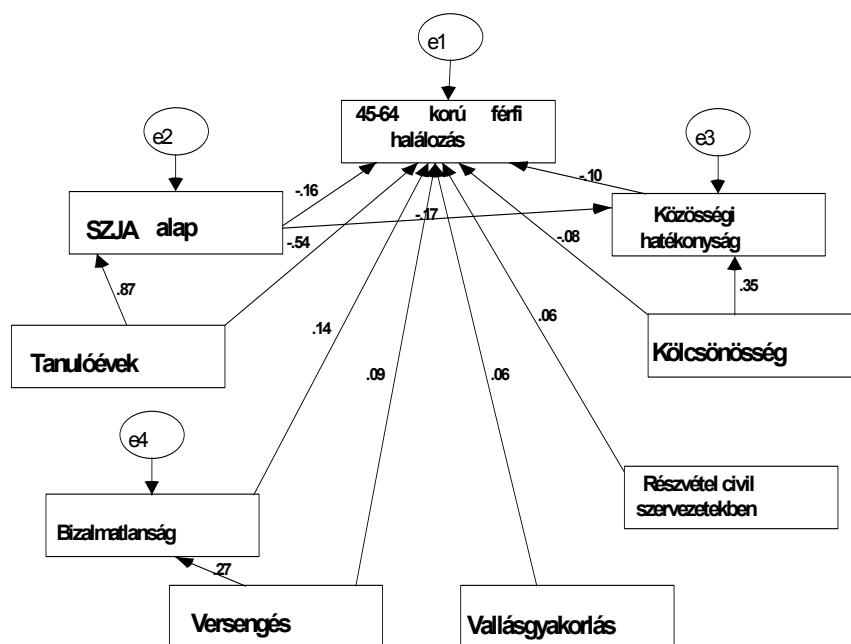 e1
45-64 korú férfi
halálozás
e2
e3
-.16
-.10
SZJA alap
-.17
Közösségi
hatékonyság
-.54
-.08
.87
.35
.14
.06
Tanulóévek
Kölcsönösség
.09
.06
e4
Részvétel civil
szervezetekben
Bizalmatlanság
.27
Versengés
Vallásgyakorlás